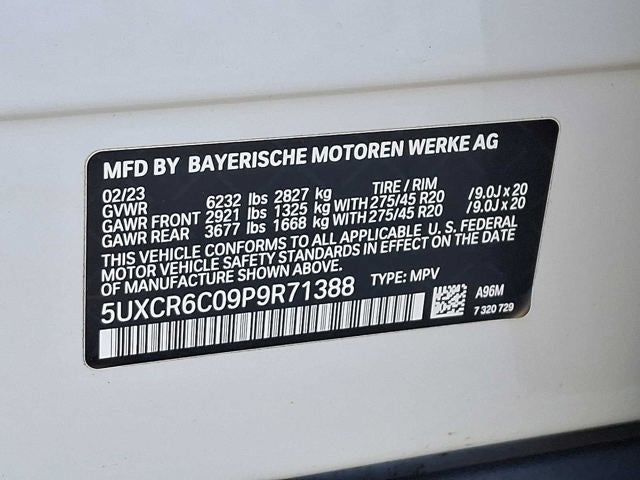 MFD BY BAYERISCHE MOTOREN WERKE AG
02/23 TIRE / RIM
GVWR 6232 lbs 2827 kg
GAWR FRONT 2921 lbs 1325 kg WITH 275/45 R20 / 9.0J x 20
GAWR REAR 3677 lbs 1668 kg WITH 275/45 R20 / 9.0J x 20
THIS VEHICLE CONFORMS TO ALL APPLICABLE U.S. FEDERAL
MOTOR VEHICLE SAFETY STANDARDS IN EFFECT ON THE DATE
OF MANUFACTURE SHOWN ABOVE.
5UXCR6C09P9R71388 TYPE: MPV
A96M
7 320 729